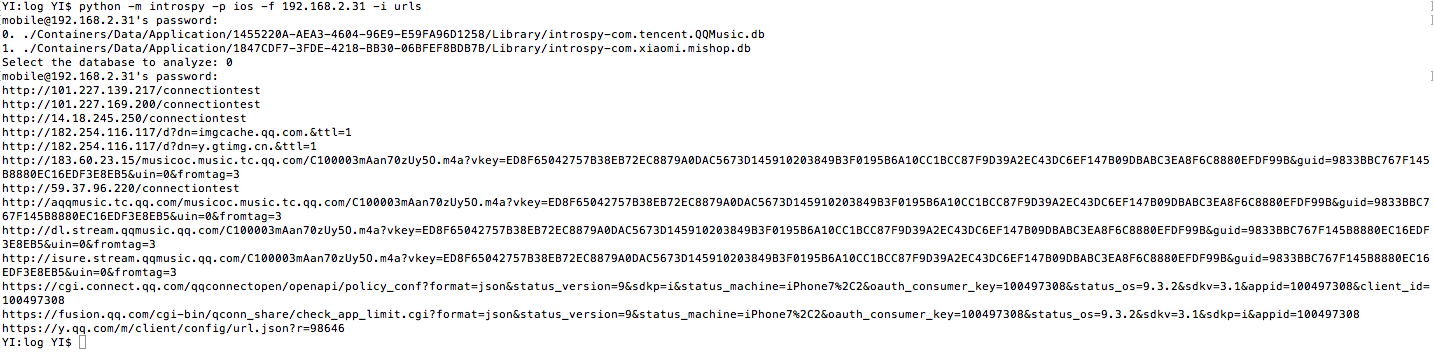 YI:log YI$ python -m introspy -p ios -f 192.168.2.31 -i urls
mobile@192.168.2.31's password:
0. ./Containers/Data/Application/1455220A-AEA3-4604-96E9-E59FA96D1258/Library/introspy-com.tencent.QQMusic.db
1. ./Containers/Data/Application/1847CDF7-3FDE-4218-BB30-06BFEF8BDB7B/Library/introspy-com.xiaomi.mishop.db
Select the database to analyze: 0
mobile@192.168.2.31's password:
http://101.227.139.217/connectiontest
http://101.227.169.200/connectiontest
http://14.18.245.250/connectiontest
http://182.254.116.117/d?dn=imgcache.qq.com.&ttl=1
http://182.254.116.117/d?dn=y.gtimg.cn.&ttl=1
http://183.60.23.15/musicoc.music.tc.qq.com/C100003mAan70zUy5O.m4a?vkey=ED8F65042757B38EB72EC8879A0DAC5673D145910203849B3F0195B6A10CC1BCC87F9D39A2EC43DC6EF147B09DBABC3EA8F6C8880EFDF99B&guid=9833BBC767F145
B8880EC16EDF3E8EB5&uin=0&fromtag=3
http://59.37.96.220/connectiontest
http://aqqmusic.tc.qq.com/musicoc.music.tc.qq.com/C100003mAan70zUy5O.m4a?vkey=ED8F65042757B38EB72EC8879A0DAC5673D145910203849B3F0195B6A10CC1BCC87F9D39A2EC43DC6EF147B09DBABC3EA8F6C8880EFDF99B&guid=9833BBC7
67F145B8880EC16EDF3E8EB5&uin=0&fromtag=3
http://dl.stream.qqmusic.qq.com/C100003mAan70zUy5O.m4a?vkey=ED8F65042757B38EB72EC8879A0DAC5673D145910203849B3F0195B6A10CC1BCC87F9D39A2EC43DC6EF147B09DBABC3EA8F6C8880EFDF99B&guid=9833BBC767F145B8880EC16EDF
3E8EB5&uin=0&fromtag=3
http://isure.stream.qqmusic.qq.com/C100003mAan70zUy5O.m4a?vkey=ED8F65042757B38EB72EC8879A0DAC5673D145910203849B3F0195B6A10CC1BCC87F9D39A2EC43DC6EF147B09DBABC3EA8F6C8880EFDF99B&guid=9833BBC767F145B8880EC16
EDF3E8EB5&uin=0&fromtag=3
https://cgi.connect.qq.com/qqconnectopen/openapi/policy_conf?format=json&status_version=9&sdkp=i&status_machine=iPhone7%2C2&oauth_consumer_key=100497308&status_os=9.3.2&sdkv=3.1&appid=100497308&client_id=
100497308
https://fusion.qq.com/cgi-bin/qconn_share/check_app_limit.cgi?format=json&status_version=9&status_machine=iPhone7%2C2&oauth_consumer_key=100497308&status_os=9.3.2&sdkv=3.1&sdkp=i&appid=100497308
https://y.qq.com/m/client/config/url.json?r=98646
YI:log YI$